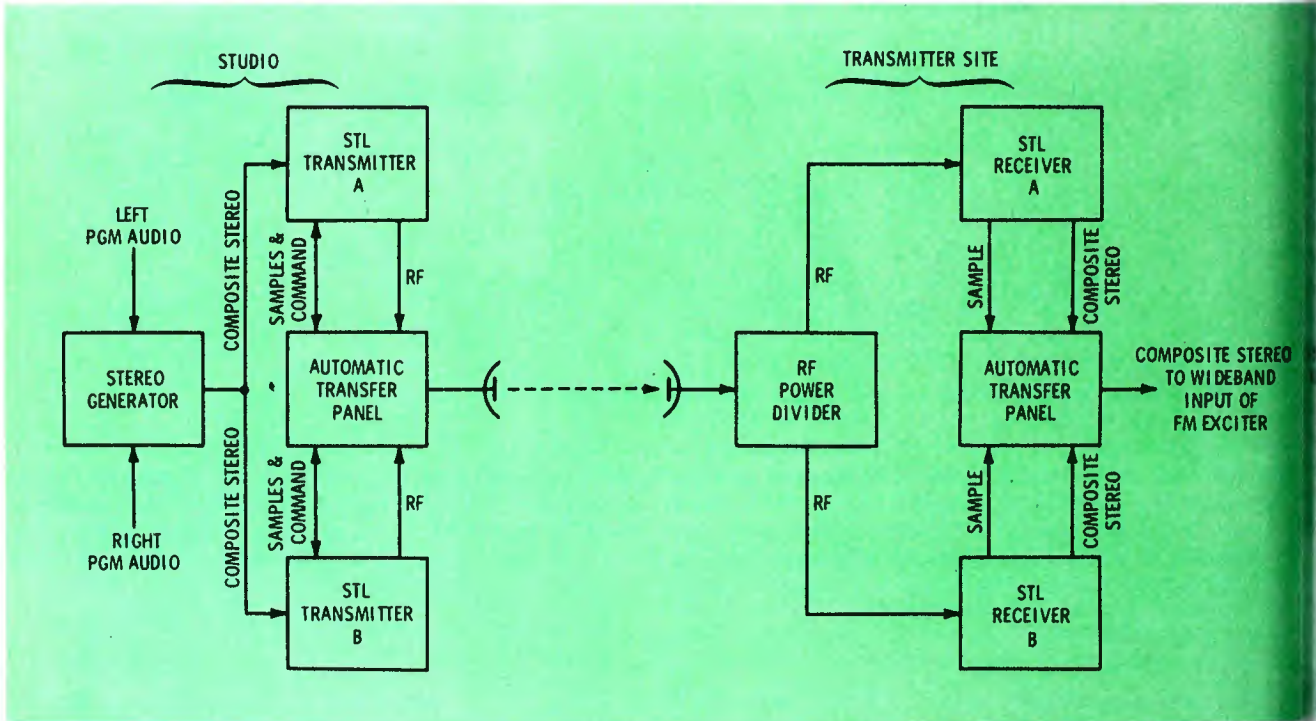 STUDIO
TRANSMITTER SITE
STL
TRANSMITTER
A
STL
RECEIVER
A
LEFT
PGM AUDIO
COMPOSITE STEREO
SAMPLES &
COMMAND
RF
RF
SAMPLE
COMPOSITE
STEREO
STEREO
GENERATOR
AUTOMATIC
TRANSFER
PANEL
RF
POWER
DIVIDER
AUTOMATIC
TRANSFER
PANEL
COMPOSITE STEREO
TO WIDEBAND
INPUT OF
FM EXCITER
RIGHT
PGM AUDIO
COMPOSITE STEREO
SAMPLES &
COMMAND
RF
RF
SAMPLE
COMPOSITE
STEREO
STL
TRANSMITTER
B
STL
RECEIVER
B